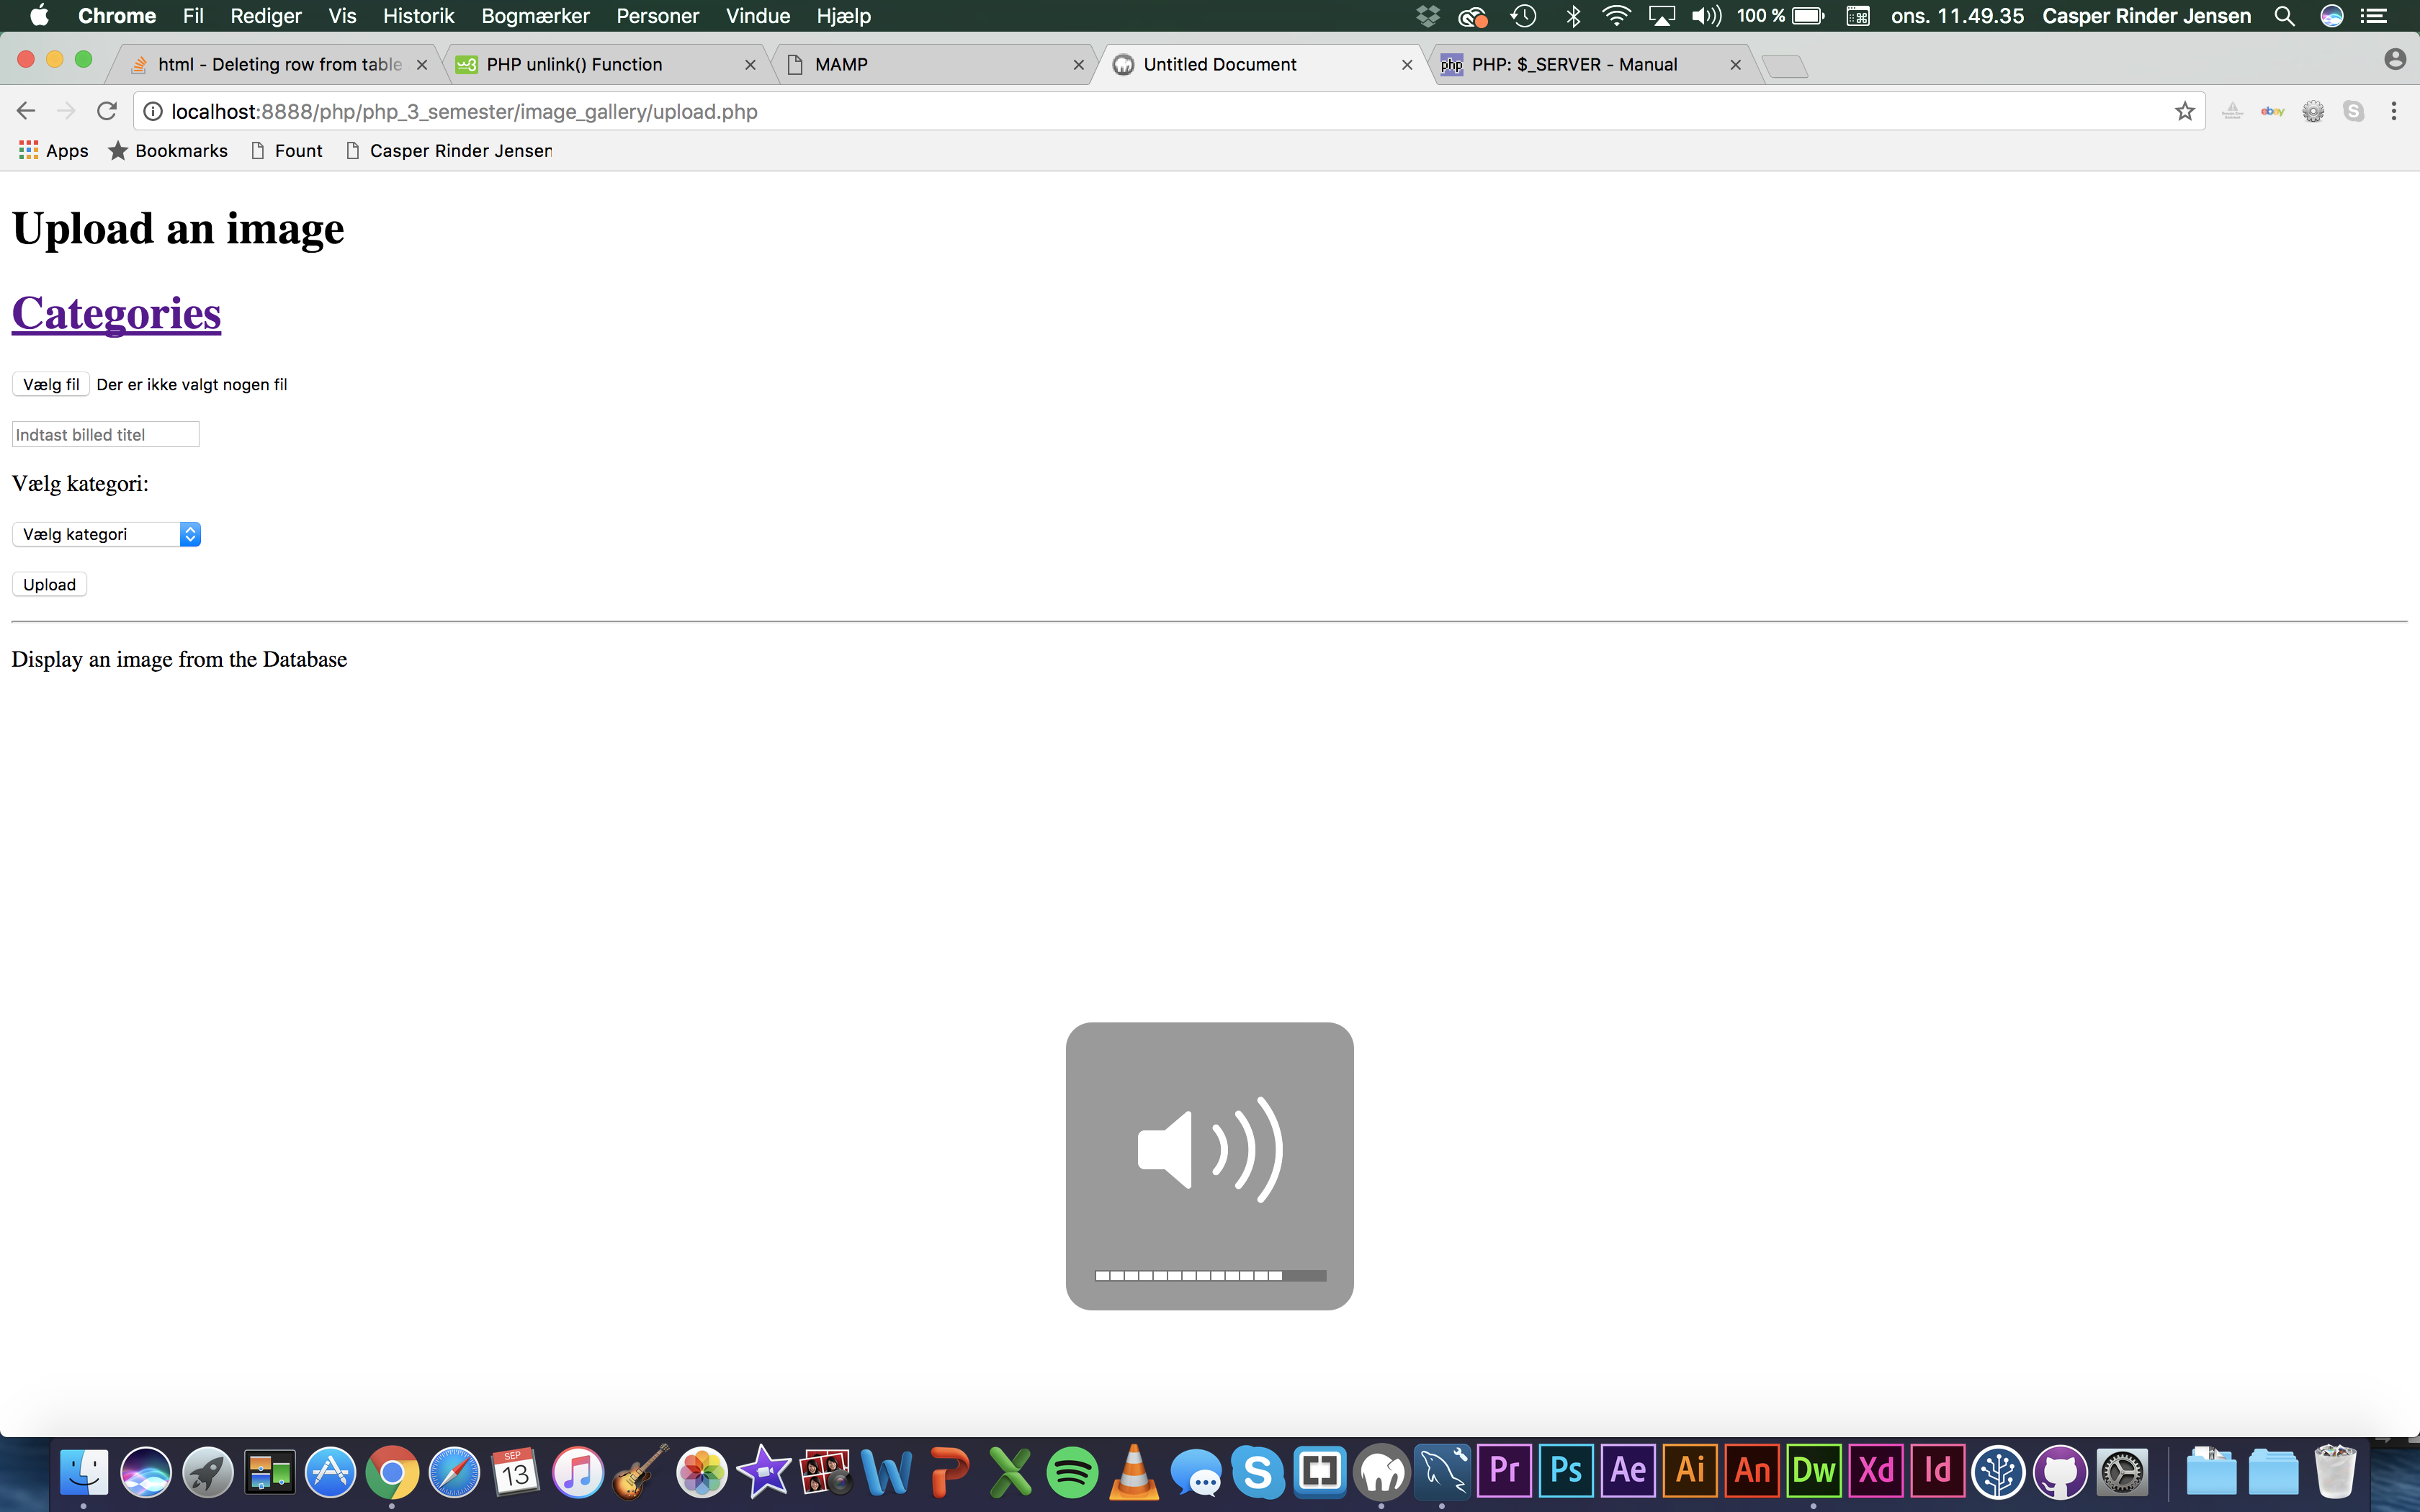 Chrome Fil Rediger Vis Historik Bogmærker Personer Vindue Hjælp 100 % ons. 11.49.35 Casper Rinder Jensen
html - Deleting row from table PHP unlink() Function MAMP Untitled Document PHP: $_SERVER - Manual
localhost:8888/php/php_3_semester/image_gallery/upload.php
Apps Bookmarks Fount Casper Rinder Jensen
Upload an image
Categories
Vælg fil Der er ikke valgt nogen fil
Indtast billed titel
Vælg kategori:
Vælg kategori
Upload
Display an image from the Database
SEP
13
Pr Ps Ae Ai An Dw Xd Id